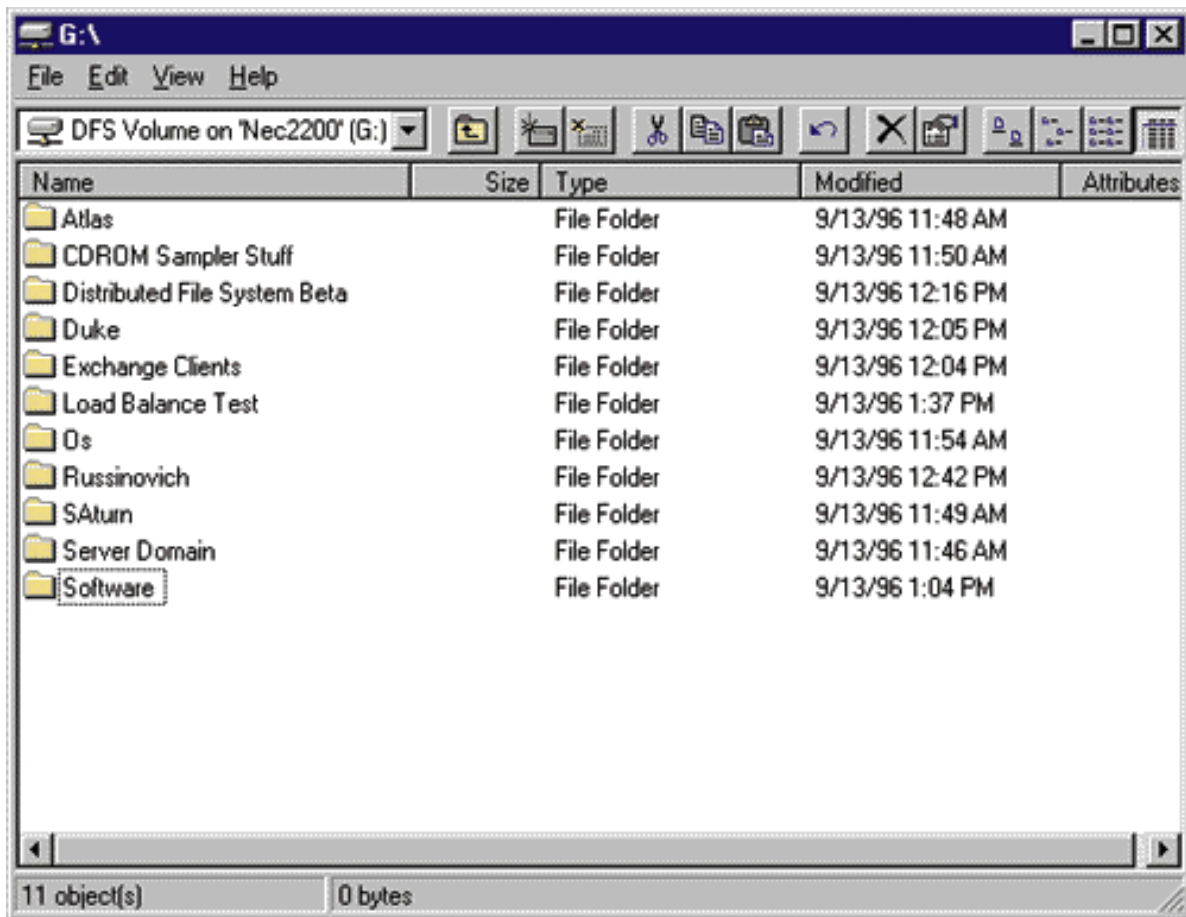 G:\
File Edit View Help
DFS Volume on 'Nec2200' (G:)
Name Size Type Modified Attributes
Atlas File Folder 9/13/96 11:48 AM
CDROM Sampler Stuff File Folder 9/13/96 11:50 AM
Distributed File System Beta File Folder 9/13/96 12:16 PM
Duke File Folder 9/13/96 12:05 PM
Exchange Clients File Folder 9/13/96 12:04 PM
Load Balance Test File Folder 9/13/96 1:37 PM
Os File Folder 9/13/96 11:54 AM
Russinovich File Folder 9/13/96 12:42 PM
SAturn File Folder 9/13/96 11:49 AM
Server Domain File Folder 9/13/96 11:46 AM
Software File Folder 9/13/96 1:04 PM
11 object(s) 0 bytes